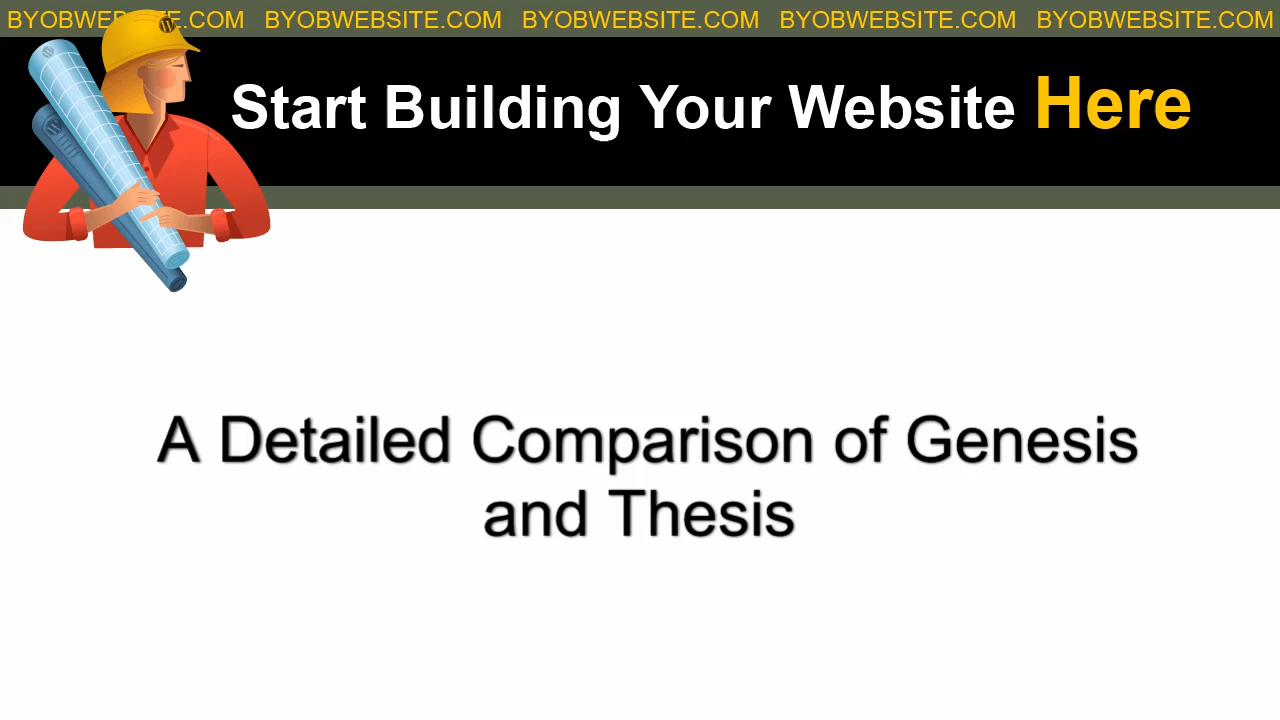 BYOBWEBSITE.COM BYOBWEBSITE.COM BYOBWEBSITE.COM BYOBWEBSITE.COM BYOBWEBSITE.COM
Start Building Your Website Here
A Detailed Comparison of Genesis
and Thesis